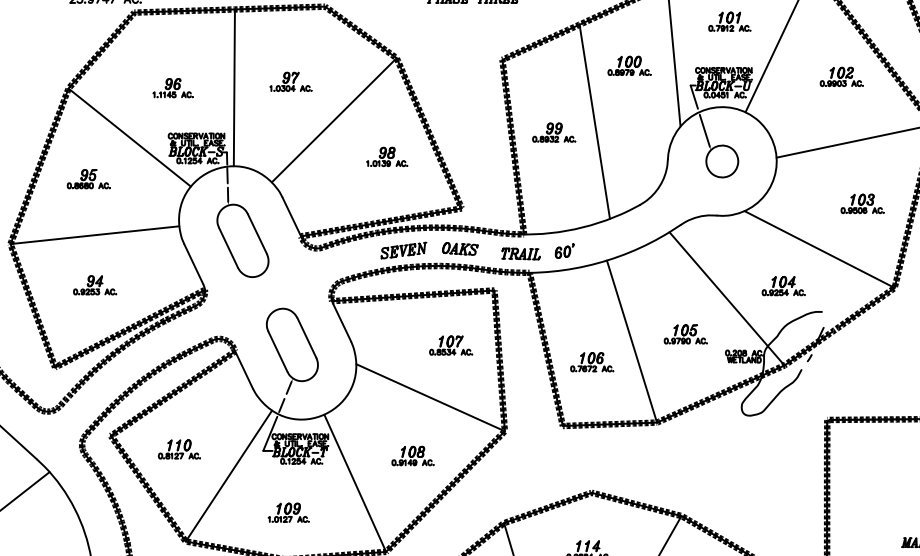 PHASE THREE
101
0.7912 AC.
100
0.8979 AC.
CONSERVATION
& UTIL. EASE.
BLOCK-U
0.0451 AC.
102
0.9903 AC.
96
1.1145 AC.
97
1.0304 AC.
99
0.8932 AC.
CONSERVATION
& UTIL. EASE.
BLOCK-S
0.1254 AC.
98
1.0139 AC.
95
0.8680 AC.
103
0.9506 AC.
SEVEN OAKS TRAIL 60'
94
0.9253 AC.
104
0.9254 AC.
107
0.8534 AC.
105
0.9790 AC.
0.208 AC.
WETLAND
106
0.7672 AC.
110
0.8127 AC.
CONSERVATION
& UTIL. EASE.
BLOCK-T
0.1254 AC.
108
0.9149 AC.
109
1.0127 AC.
114